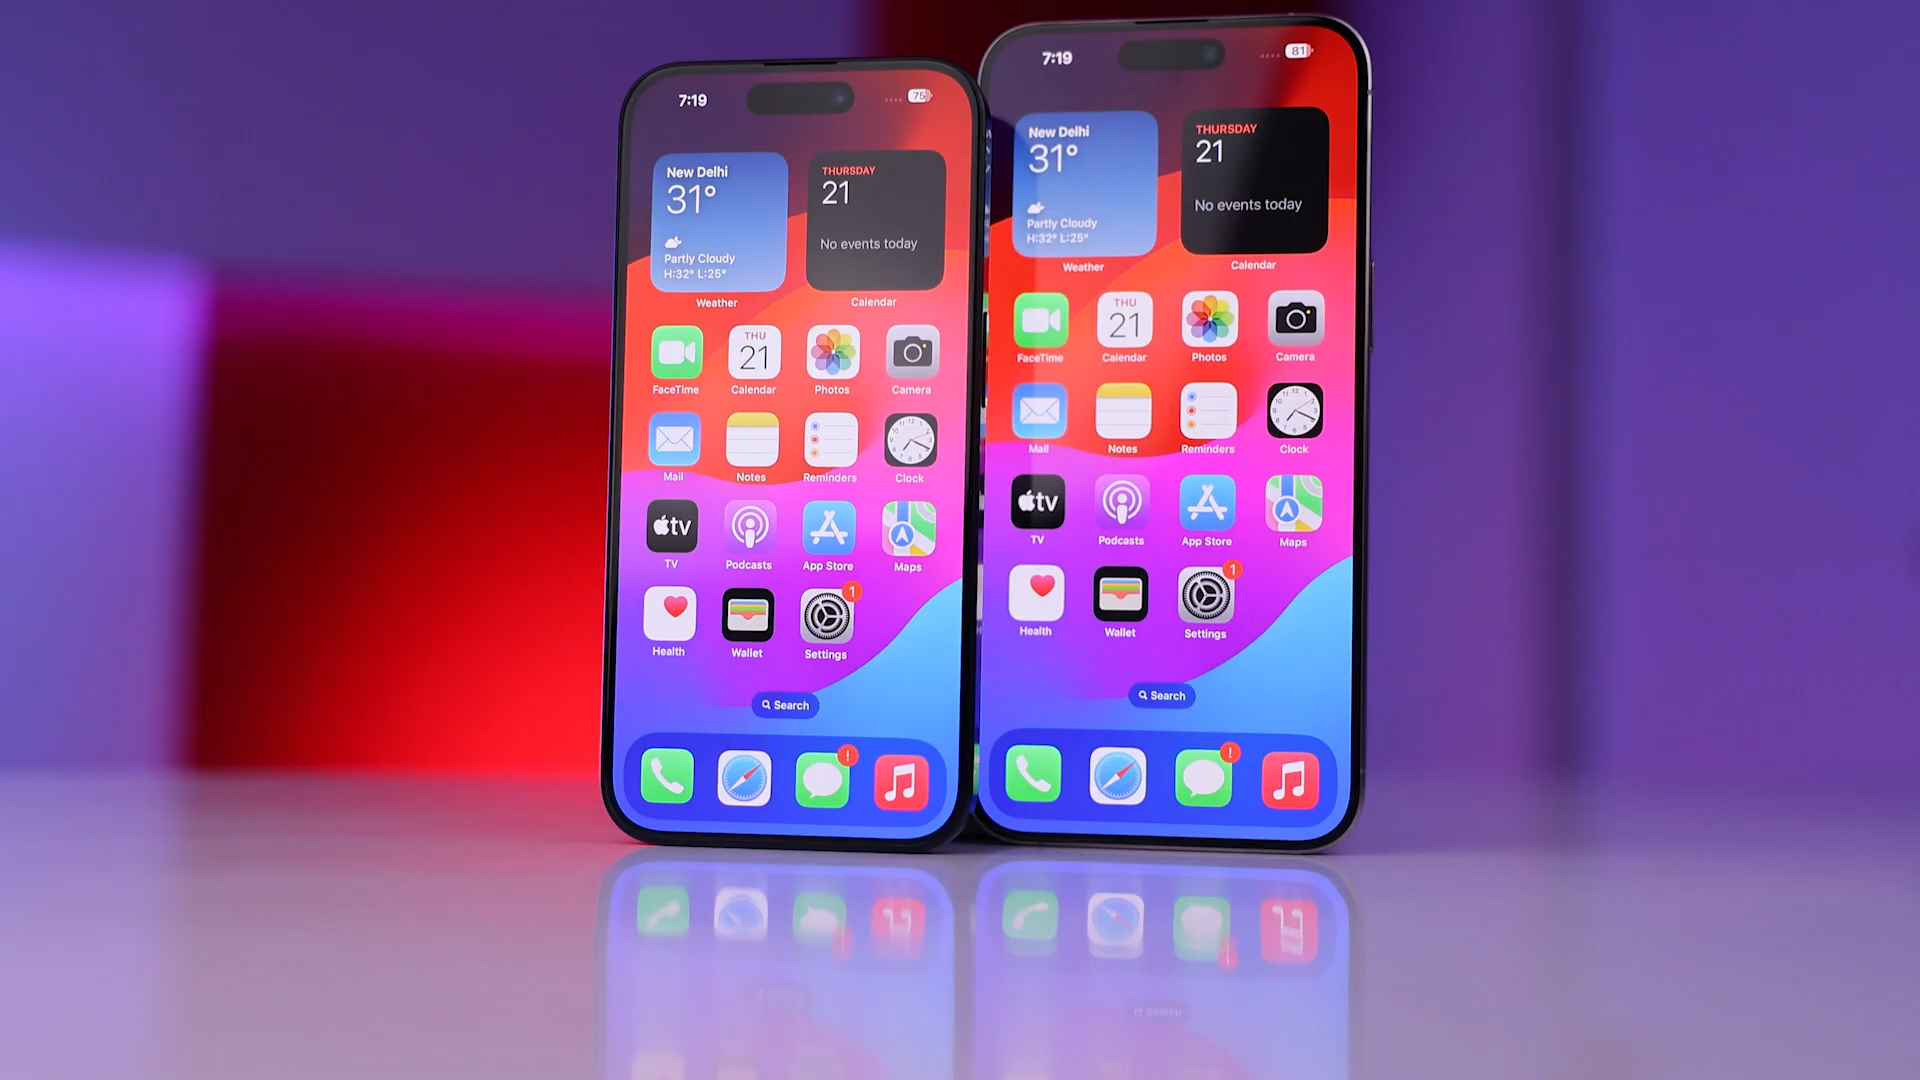 7:19
75
New Delhi
31°
Partly Cloudy
H:32° L:25°
Weather
THURSDAY
21
No events today
Calendar
FaceTime
THU
21
Calendar
Photos
Camera
Mail
Notes
Reminders
Clock
tv
TV
Podcasts
App Store
Maps
Health
Wallet
1
Settings
Search
!
7:19
81
New Delhi
31°
Partly Cloudy
H:32° L:25°
Weather
THURSDAY
21
No events today
Calendar
FaceTime
THU
21
Calendar
Photos
Camera
Mail
Notes
Reminders
Clock
tv
TV
Podcasts
App Store
Maps
Health
Wallet
1
Settings
Search
!